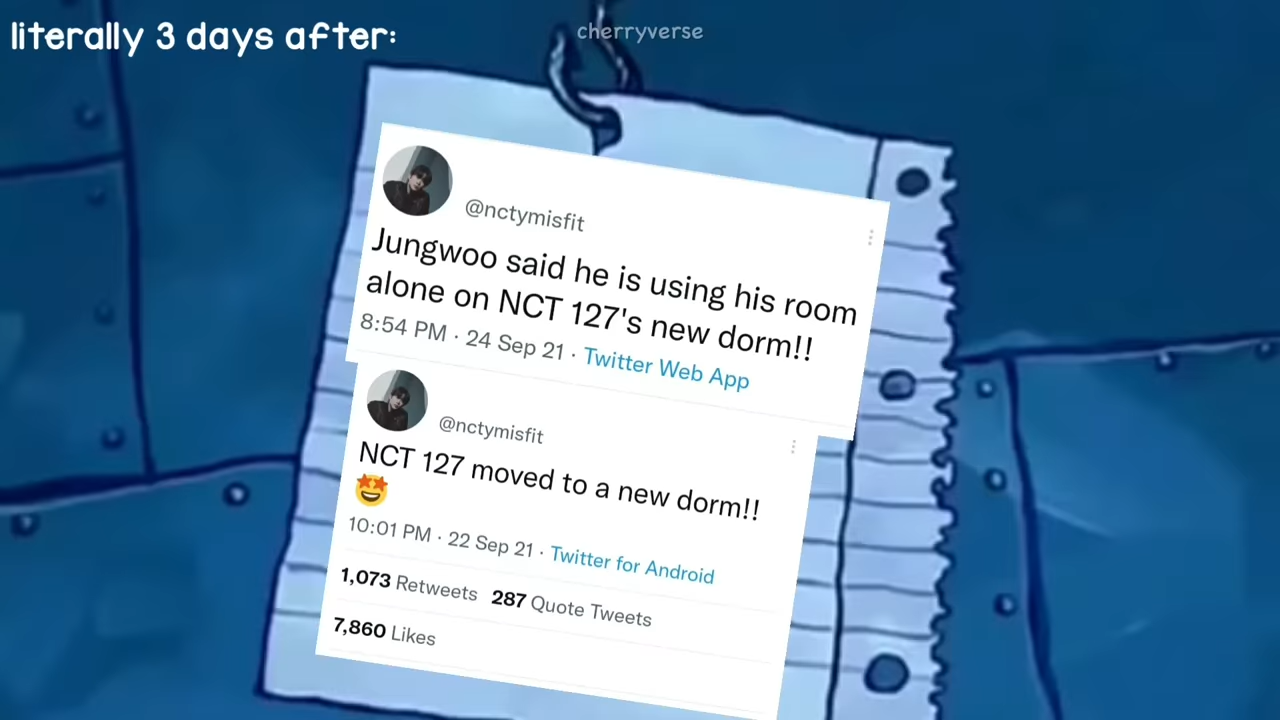 literally 3 days after:
cherryverse
@nctymisfit
Jungwoo said he is using his room
alone on NCT 127's new dorm!!
8:54 PM · 24 Sep 21 · Twitter Web App
@nctymisfit
NCT 127 moved to a new dorm!!
🤩
10:01 PM · 22 Sep 21 · Twitter for Android
1,073 Retweets 287 Quote Tweets
7,860 Likes